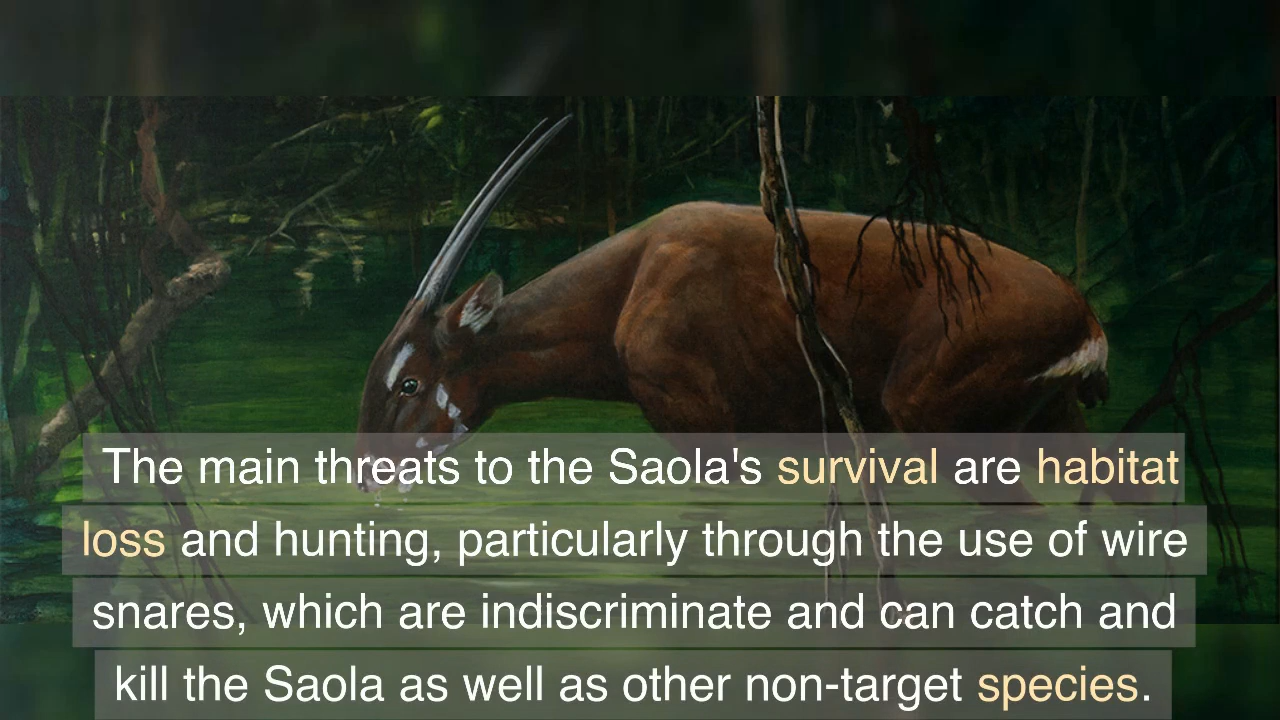 The main threats to the Saola's survival are habitat
loss and hunting, particularly through the use of wire
snares, which are indiscriminate and can catch and
kill the Saola as well as other non-target species.